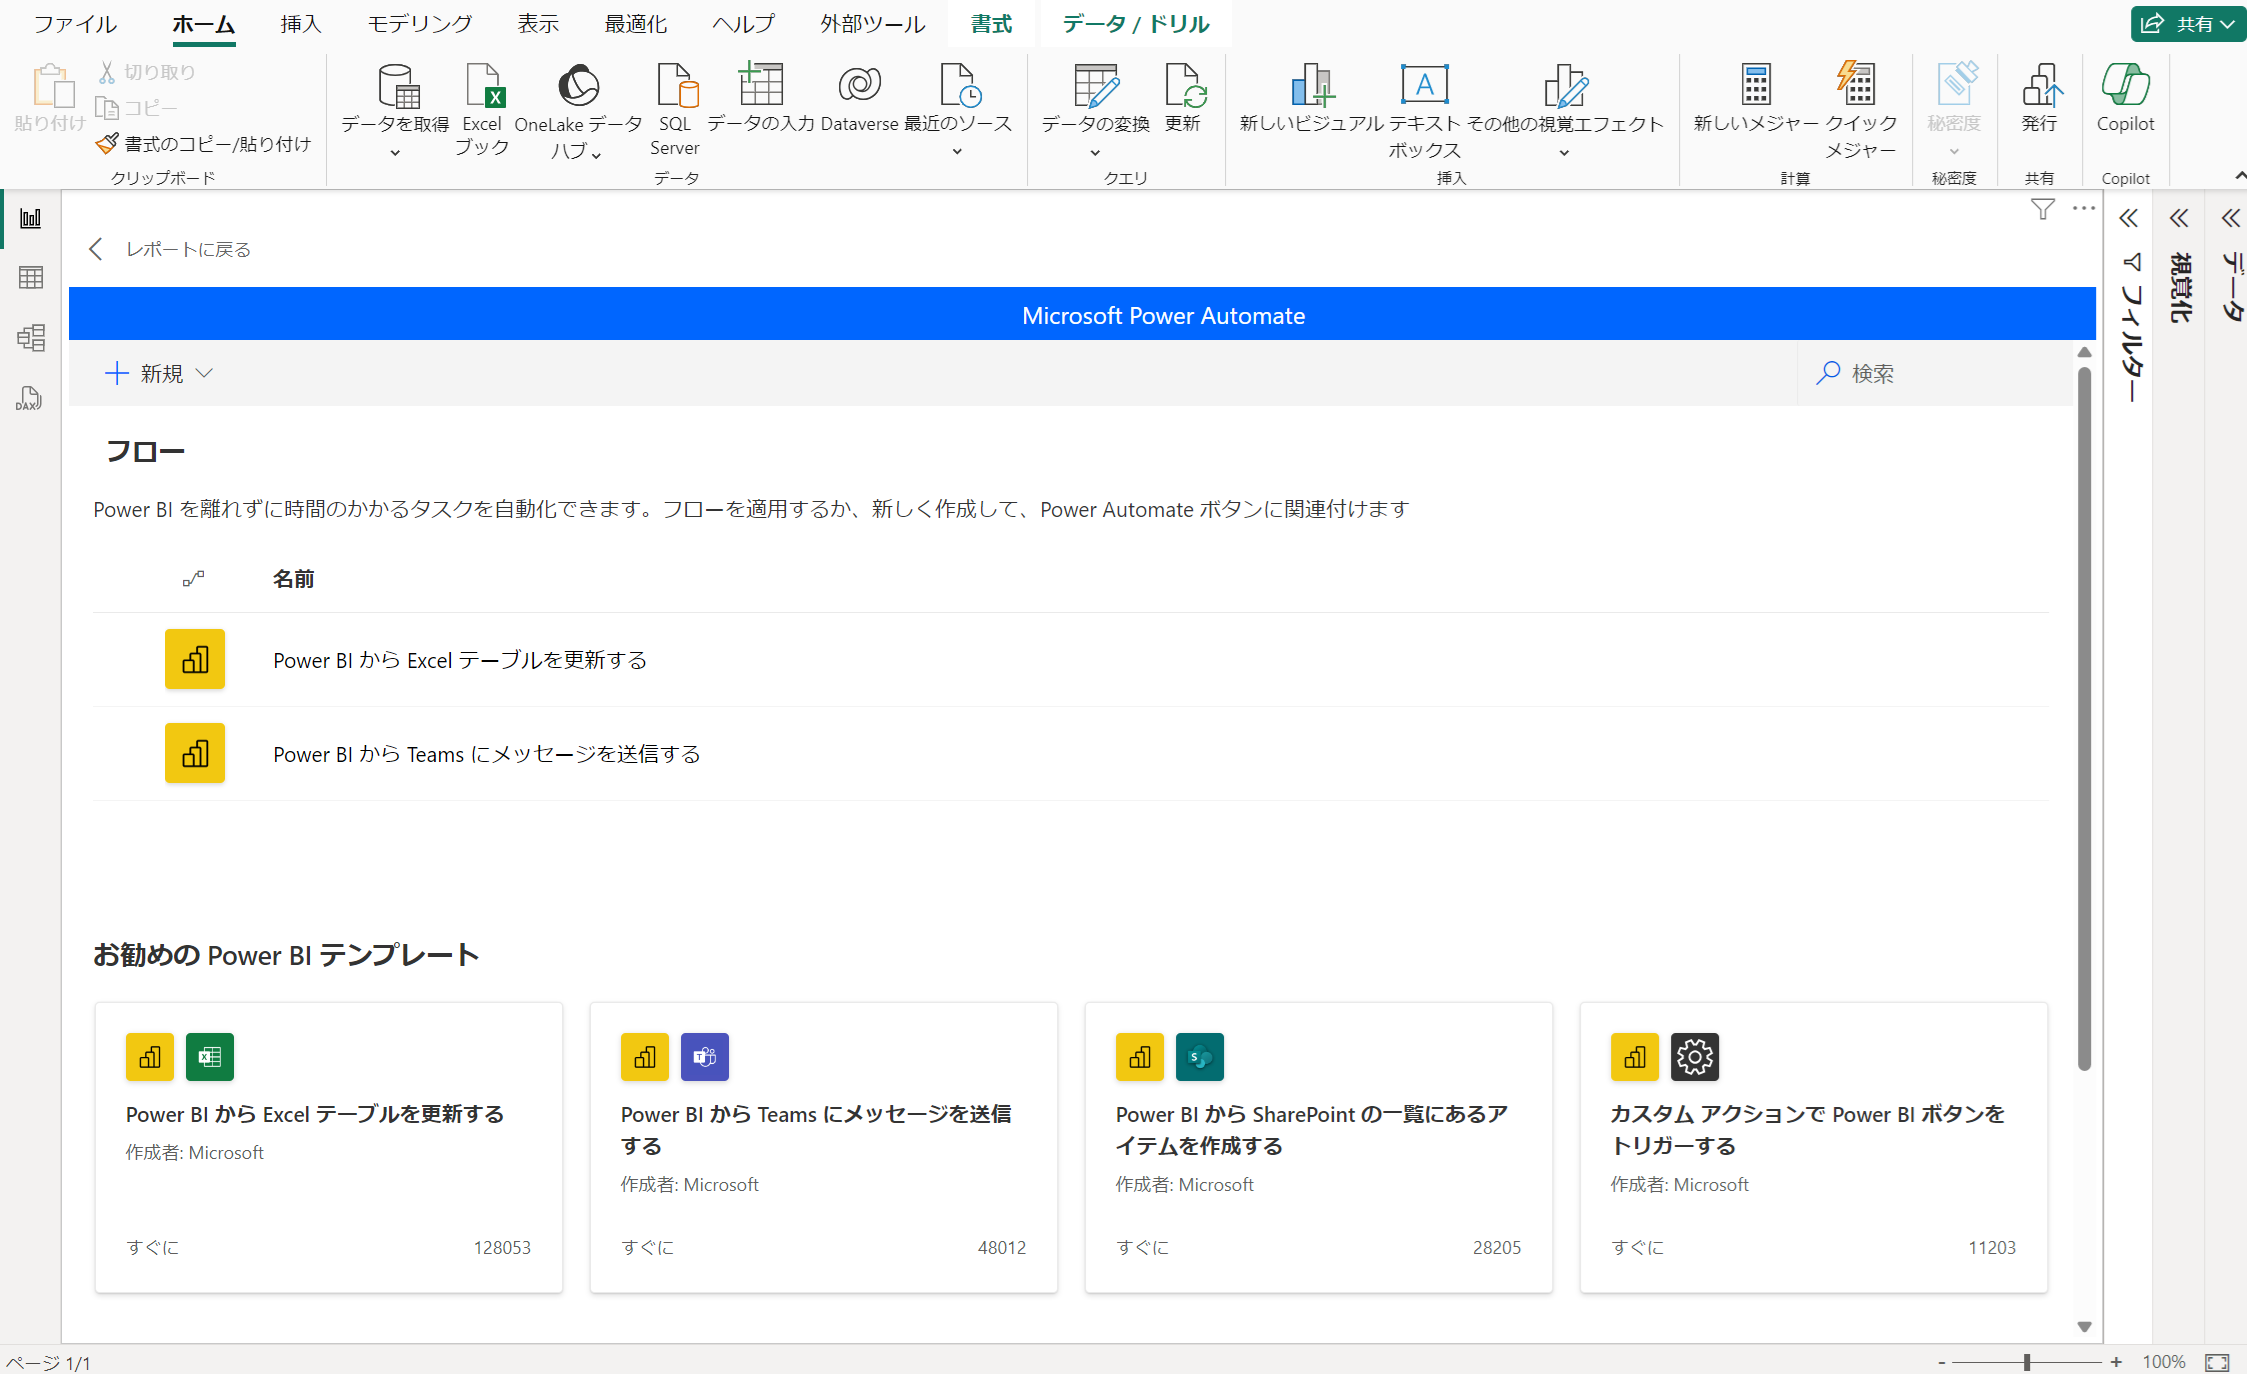 ファイル ホーム 挿入 モデリング 表示 最適化 ヘルプ 外部ツール 書式 データ / ドリル 共有
貼り付け
切り取り
コピー
書式のコピー/貼り付け
クリップボード
データを取得
Excel
ブック
OneLake データ
ハブ
SQL
Server
データの入力
Dataverse
最近のソース
データ
データの変換
更新
クエリ
新しいビジュアル
テキスト
ボックス
その他の視覚エフェクト
挿入
新しいメジャー
クイック
メジャー
計算
秘密度
秘密度
発行
共有
Copilot
Copilot
レポートに戻る
Microsoft Power Automate
新規
検索
フロー
Power BI を離れずに時間のかかるタスクを自動化できます。フローを適用するか、新しく作成して、Power Automate ボタンに関連付けます
名前
Power BI から Excel テーブルを更新する
Power BI から Teams にメッセージを送信する
お勧めの Power BI テンプレート
Power BI から Excel テーブルを更新する
作成者: Microsoft
すぐに 128053
Power BI から Teams にメッセージを送信
する
作成者: Microsoft
すぐに 48012
Power BI から SharePoint の一覧にあるア
イテムを作成する
作成者: Microsoft
すぐに 28205
カスタム アクションで Power BI ボタンを
トリガーする
作成者: Microsoft
すぐに 11203
フィルター
視覚化
データ
DAX
ページ 1/1
- + 100%